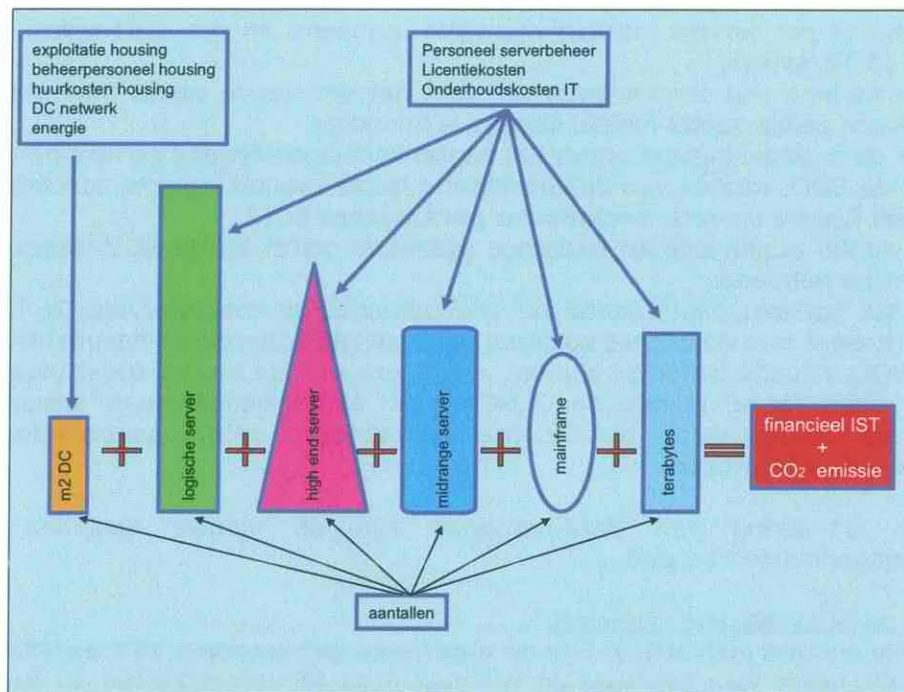 exploitatie housing
beheerpersoneel housing
huurkosten housing
DC netwerk
energie
Personeel serverbeheer
Licentiekosten
Onderhoudskosten IT
m2 DC
+
logische server
+
high end server
+
midrange server
+
mainframe
+
terabytes
=
financieel IST
+
CO₂ emissie
aantallen